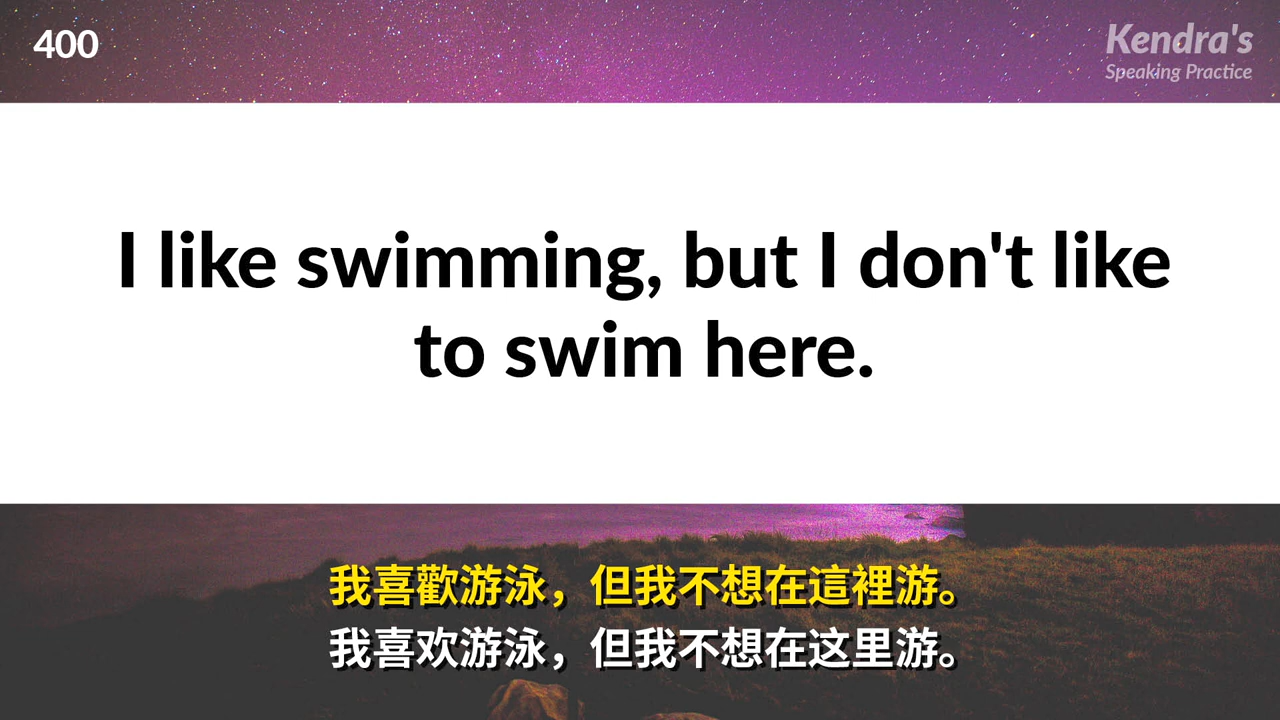 400
Kendra's
Speaking Practice
I like swimming, but I don't like
to swim here.
我喜歡游泳，但我不想在這裡游。
我喜欢游泳，但我不想在这里游。